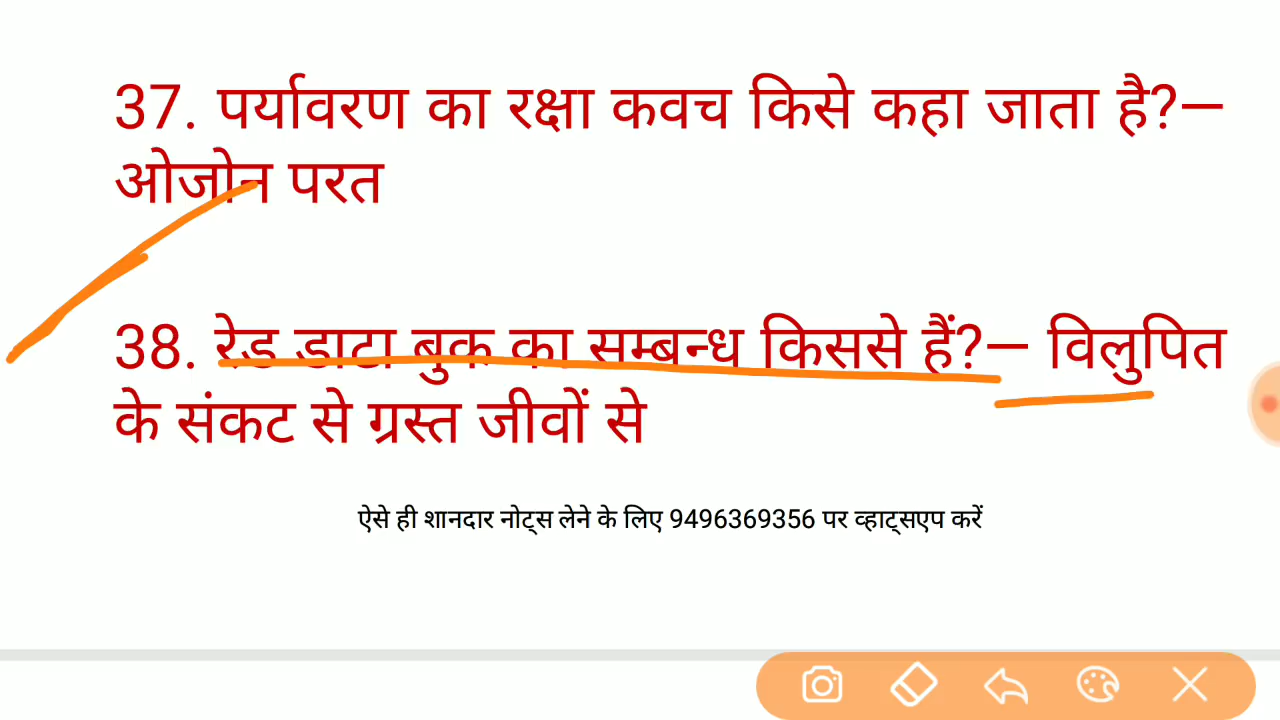 37. पर्यावरण का रक्षा कवच किसे कहा जाता है?—
ओजोन परत
38. रेड डाटा बुक का सम्बन्ध किससे हैं?— विलुपित
के संकट से ग्रस्त जीवों से
ऐसे ही शानदार नोट्स लेने के लिए 9496369356 पर व्हाट्सएप करें